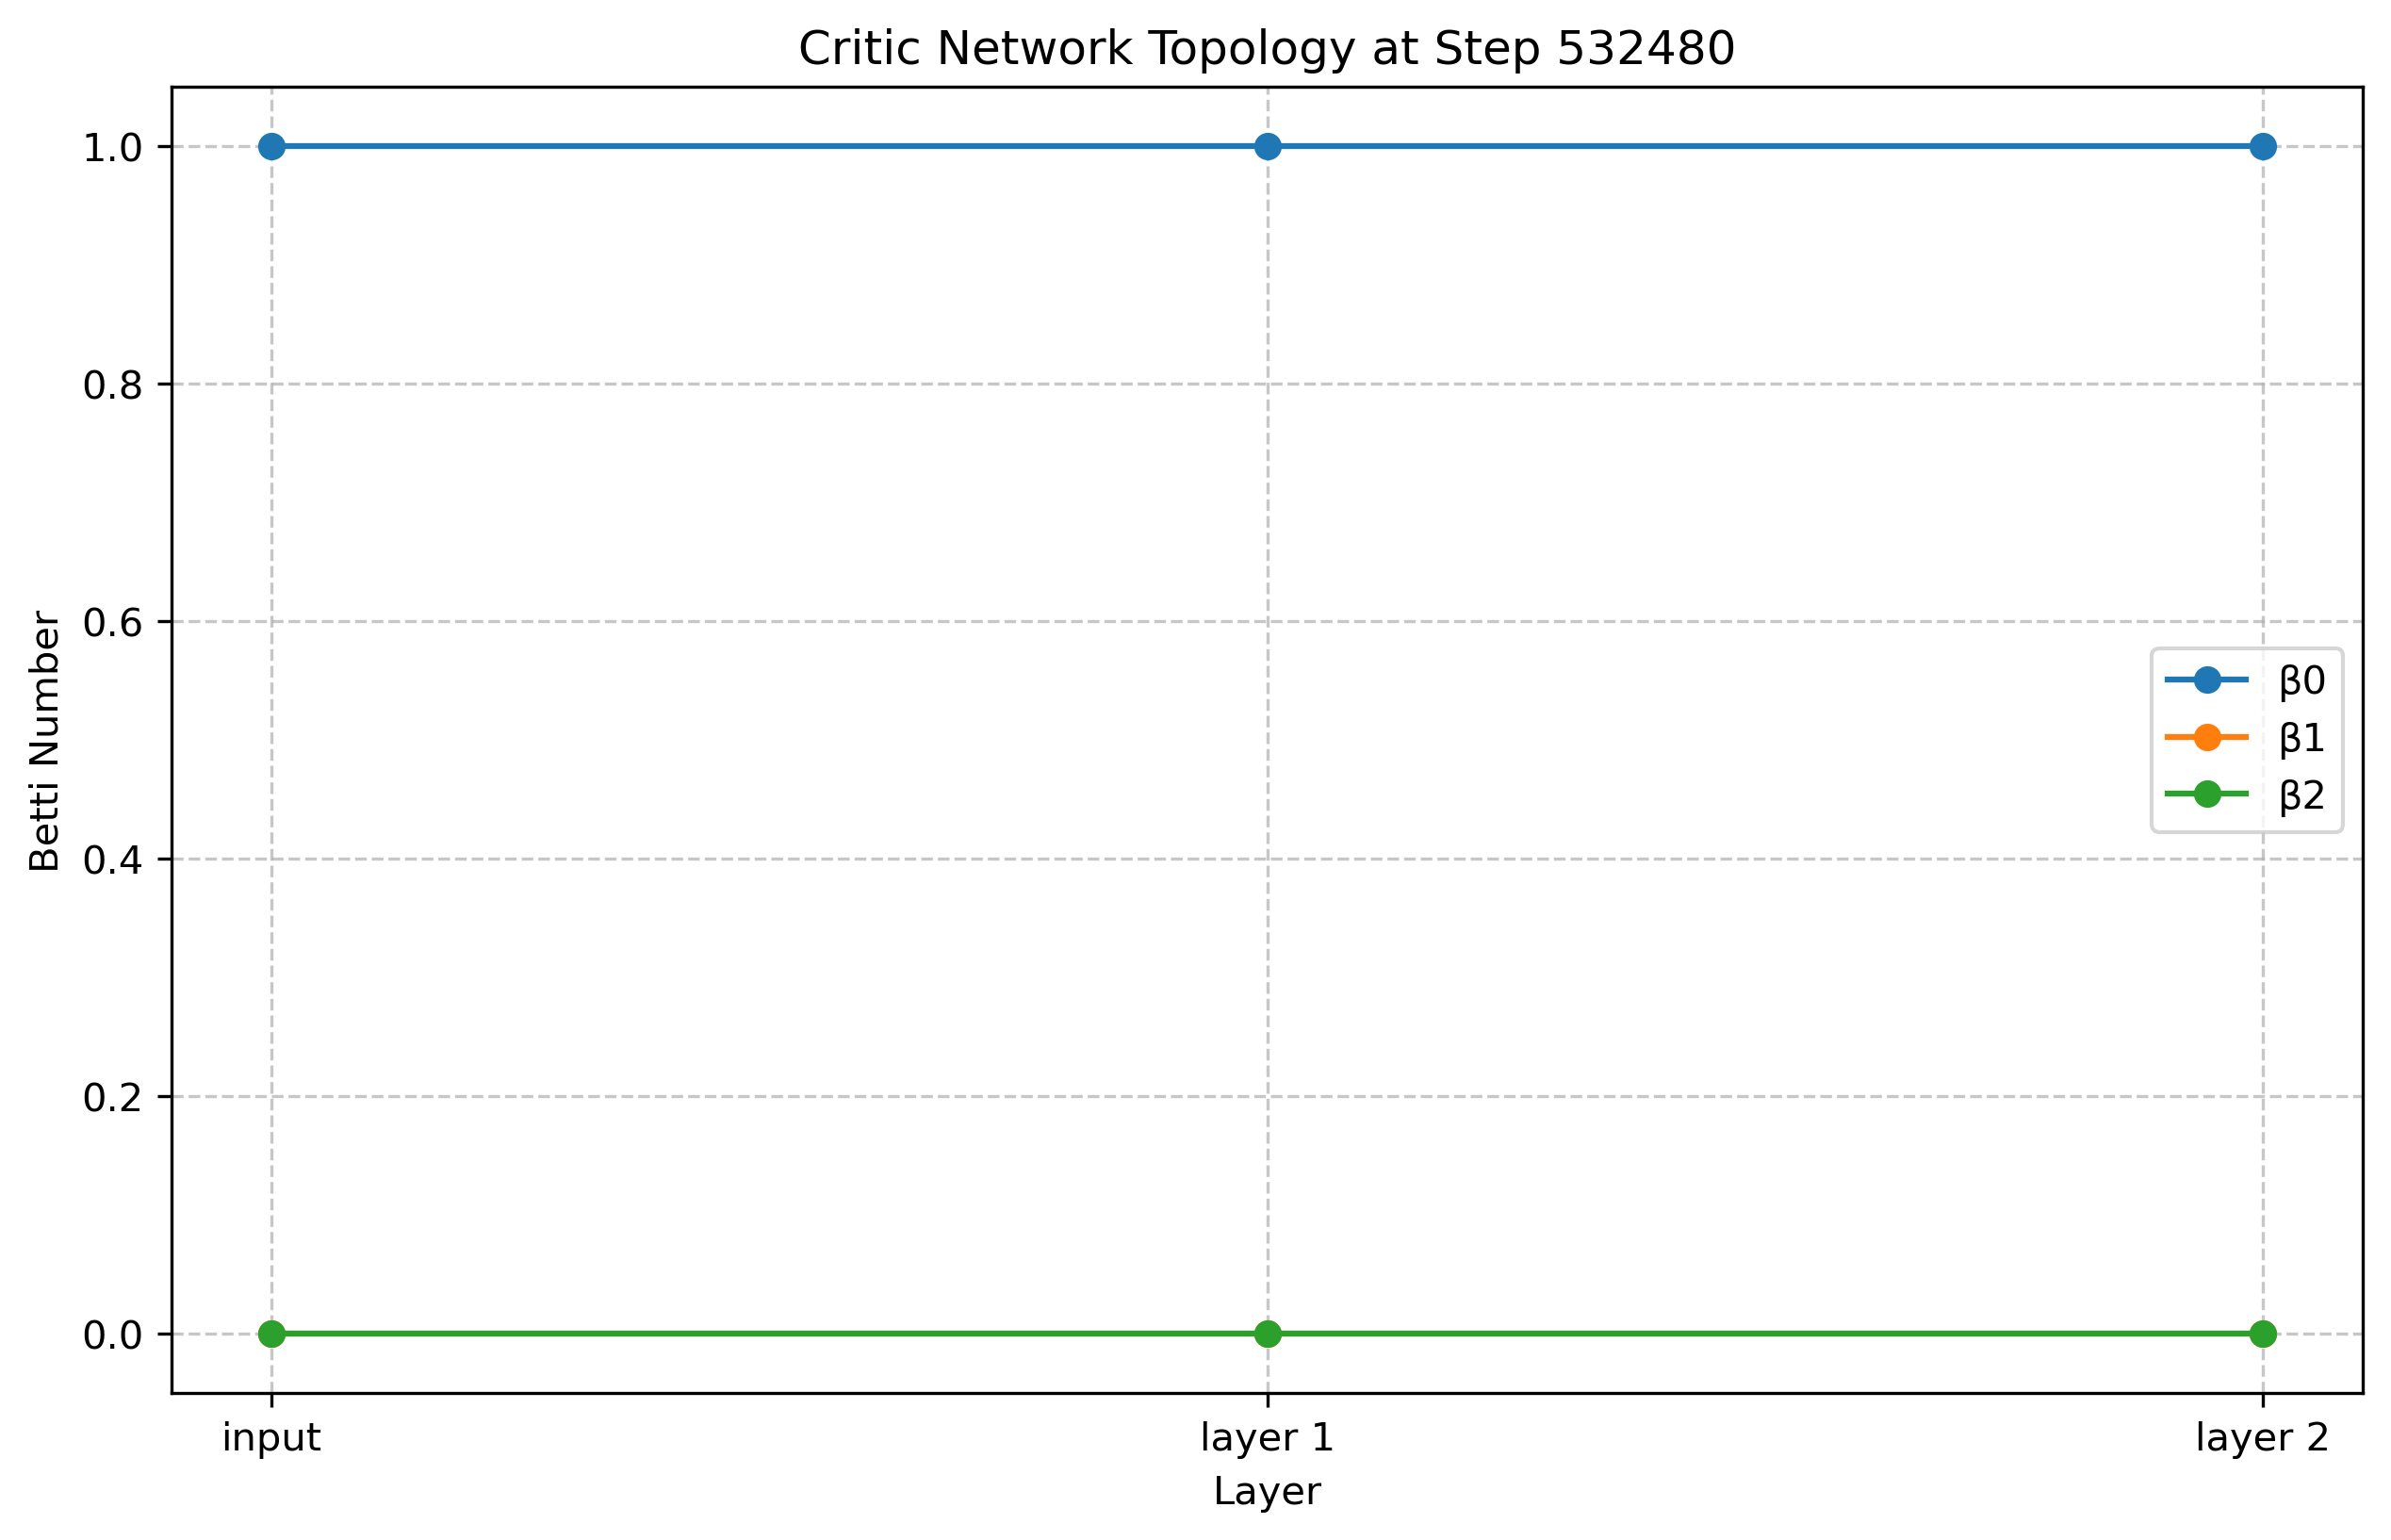 Critic Network Topology at Step 532480
Betti Number
1.0
0.8
0.6
0.4
0.2
0.0
β0
β1
β2
input
layer 1
layer 2
Layer